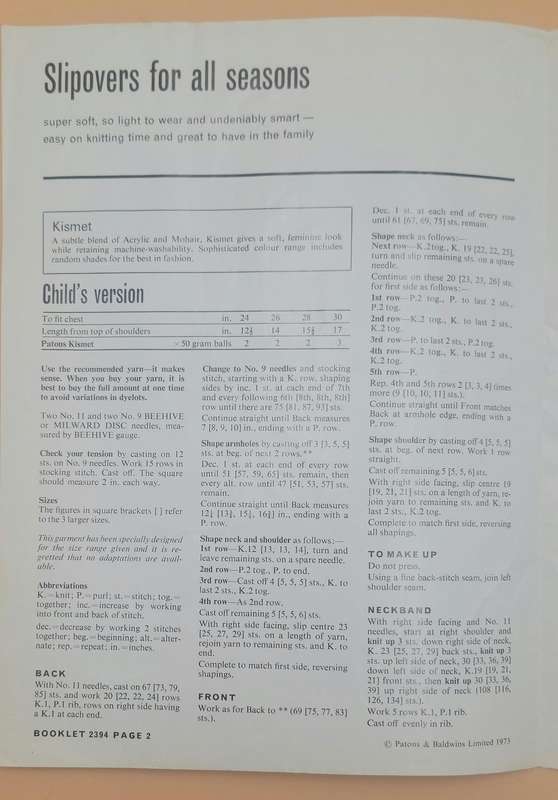 Slipovers for all seasons
super soft, so light to wear and undeniably smart —
easy on knitting time and great to have in the family
Kismet
A subtle blend of Acrylic and Mohair, Kismet gives a soft, feminine look
while retaining machine-washability. Sophisticated colour range includes
random shades for the best in fashion.
Child's version
To fit chest in. 24 26 28 30
Length from top of shoulders in. 12½ 14 15½ 17
Patons Kismet × 50 gram balls 2 2 2 3
Use the recommended yarn—it makes
sense. When you buy your yarn, it is
best to buy the full amount at one time
to avoid variations in dyelots.
Two No. 11 and two No. 9 BEEHIVE
or MILWARD DISC needles, mea-
sured by BEEHIVE gauge.
Check your tension by casting on 12
sts. on No. 9 needles. Work 15 rows in
stocking stitch. Cast off. The square
should measure 2 in. each way.
Sizes
The figures in square brackets [ ] refer
to the 3 larger sizes.
This garment has been specially designed
for the size range given and it is re-
gretted that no adaptations are avail-
able.
Abbreviations
K.=knit; P.=purl; st.=stitch; tog.=
together; inc.=increase by working
into front and back of stitch.
dec.=decrease by working 2 stitches
together; beg.=beginning; alt.=alter-
nate; rep.=repeat; in.=inches.
BACK
With No. 11 needles, cast on 67 [73, 79,
85] sts. and work 20 [22, 22, 24] rows
K.1, P.1 rib, rows on right side having
a K.1 at each end.
BOOKLET 2394 PAGE 2
Change to No. 9 needles and stocking
stitch, starting with a K. row, shaping
sides by inc. 1 st. at each end of 7th
and every following 6th [8th, 8th, 8th]
row until there are 75 [81, 87, 93] sts.
Continue straight until Back measures
7 [8, 9, 10] in., ending with a P. row.
Shape armholes by casting off 3 [3, 5, 5]
sts. at beg. of next 2 rows.**
Dec. 1 st. at each end of every row
until 51 [57, 59, 65] sts. remain, then
every alt. row until 47 [51, 53, 57] sts.
remain.
Continue straight until Back measures
12¼ [13¾, 15¼, 16¾] in., ending with a
P. row.
Shape neck and shoulder as follows:—
1st row—K.12 [13, 13, 14], turn and
leave remaining sts. on a spare needle.
2nd row—P.2 tog., P. to end.
3rd row—Cast off 4 [5, 5, 5] sts., K. to
last 2 sts., K.2 tog.
4th row—As 2nd row.
Cast off remaining 5 [5, 5, 6] sts.
With right side facing, slip centre 23
[25, 27, 29] sts. on a length of yarn,
rejoin yarn to remaining sts. and K. to
end.
Complete to match first side, reversing
shapings.
FRONT
Work as for Back to ** (69 [75, 77, 83]
sts.).
Dec. 1 st. at each end of every row
until 61 [67, 69, 75] sts. remain.
Shape neck as follows:—
Next row—K.2 tog., K. 19 [22, 22, 25],
turn and slip remaining sts. on a spare
needle.
Continue on these 20 [23, 23, 26] sts.
for first side as follows:—
1st row—P.2 tog., P. to last 2 sts.,
P.2 tog.
2nd row—K.2 tog., K. to last 2 sts.,
K.2 tog.
3rd row—P. to last 2 sts., P.2 tog.
4th row—K.2 tog., K. to last 2 sts.,
K.2 tog.
5th row—P.
Rep. 4th and 5th rows 2 [3, 3, 4] times
more (9 [10, 10, 11] sts.).
Continue straight until Front matches
Back at armhole edge, ending with a
P. row.
Shape shoulder by casting off 4 [5, 5, 5]
sts. at beg. of next row. Work 1 row
straight.
Cast off remaining 5 [5, 5, 6] sts.
With right side facing, slip centre 19
[19, 21, 21] sts. on a length of yarn, re-
join yarn to remaining sts. and K. to
last 2 sts., K.2 tog.
Complete to match first side, reversing
all shapings.
TO MAKE UP
Do not press.
Using a fine back-stitch seam, join left
shoulder seam.
NECKBAND
With right side facing and No. 11
needles, start at right shoulder and
knit up 3 sts. down right side of neck,
K. 23 [25, 27, 29] back sts., knit up 3
sts. up left side of neck, 30 [33, 36, 39]
down left side of neck, K.19 [19, 21,
21] front sts., then knit up 30 [33, 36,
39] up right side of neck (108 [116,
126, 134] sts.).
Work 5 rows K.1, P.1 rib.
Cast off evenly in rib.
© Patons & Baldwins Limited 1973